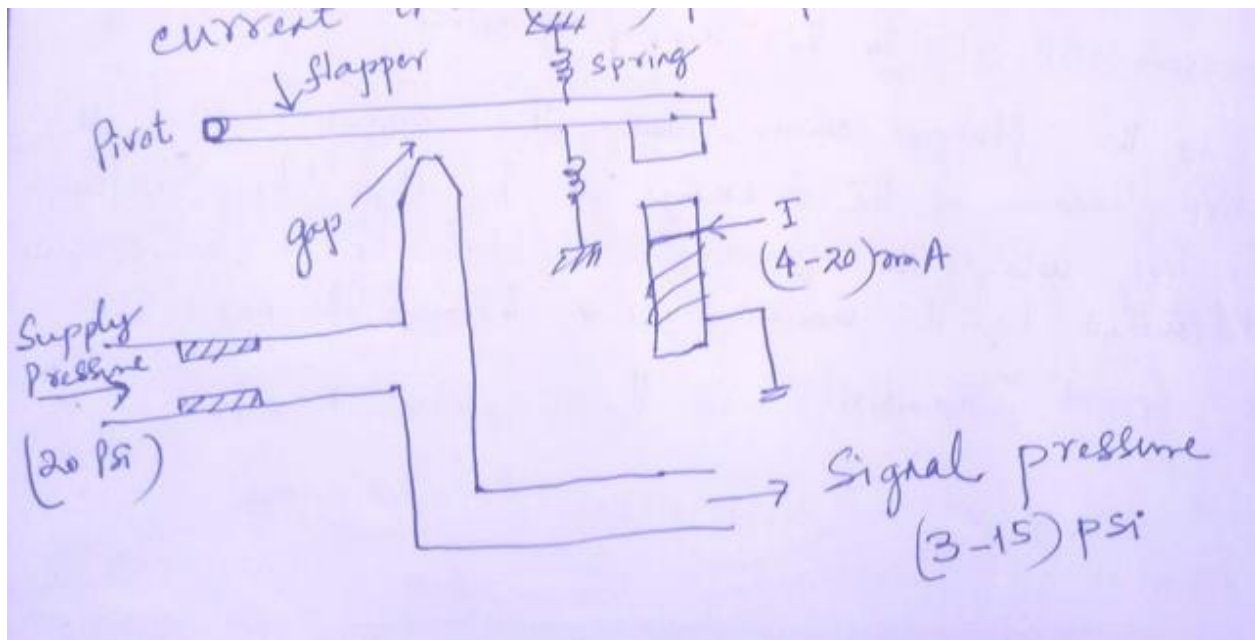 current
flapper
spring
Pivot
gap
I
(4-20) mA
Supply
Pressure
(20 Psi)
Signal pressure
(3-15) psi